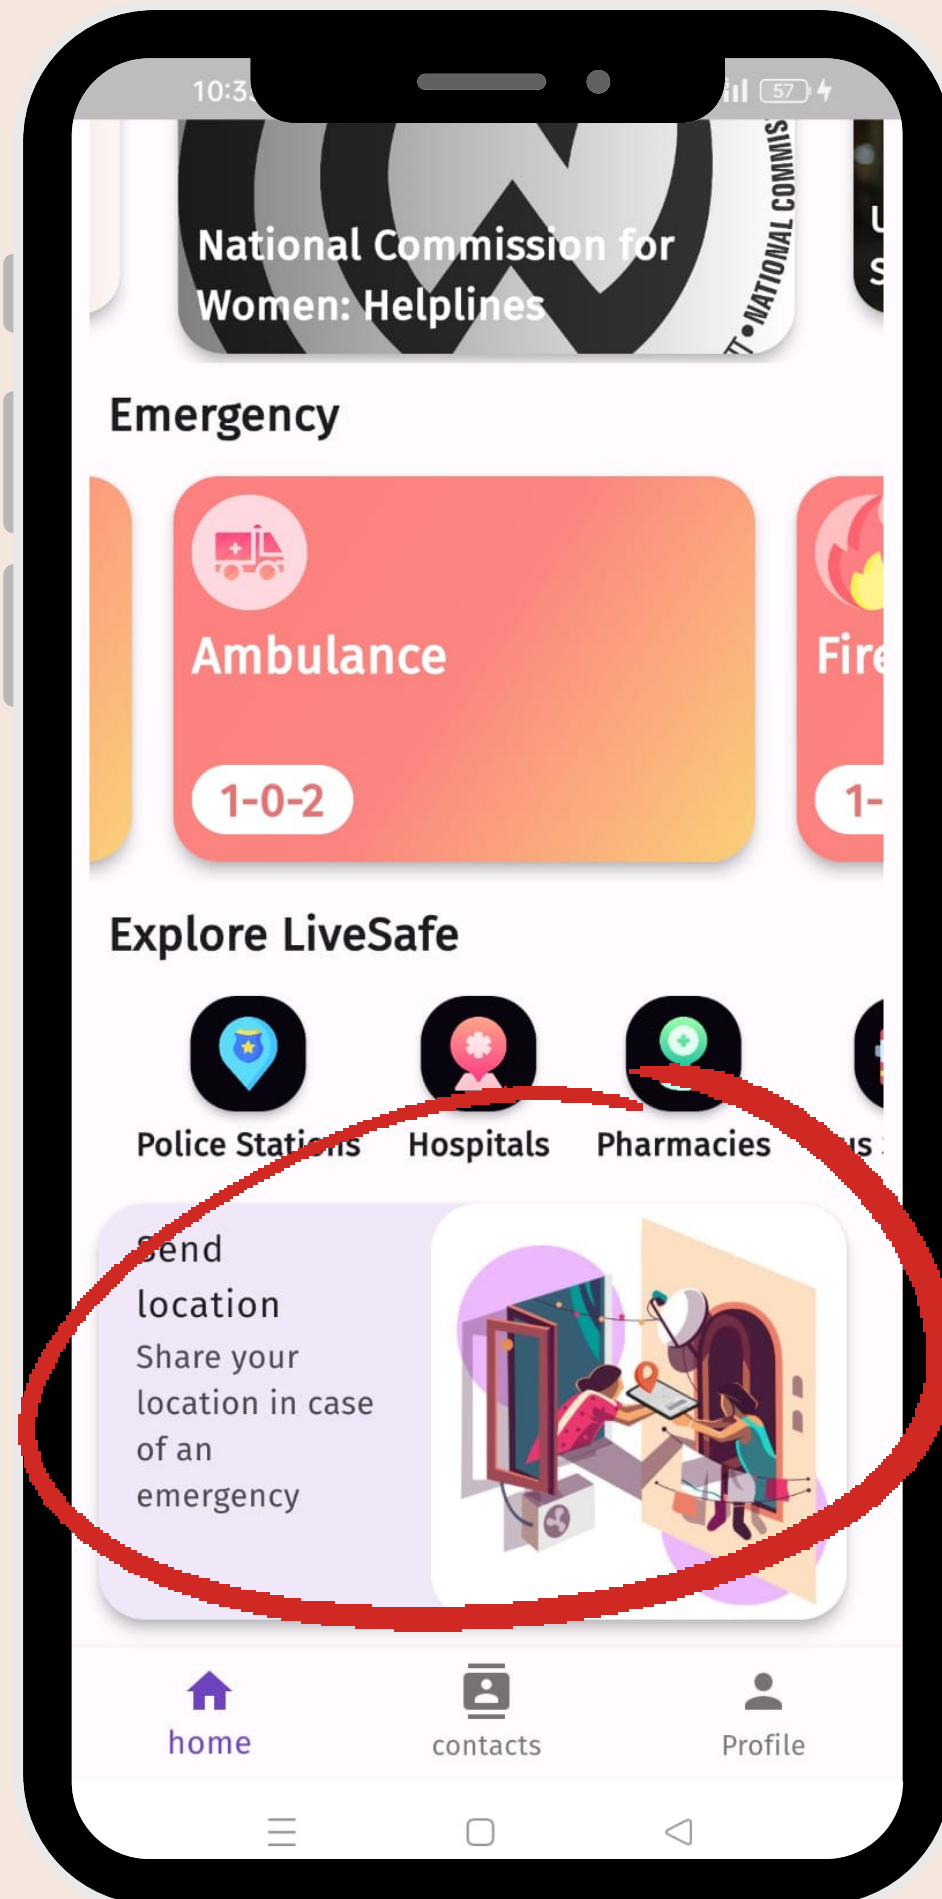 10:3
57
NATIONAL COMMIS
National Commission for
Women: Helplines
Emergency
Ambulance
Fire
1-0-2
1-
Explore LiveSafe
Police Stations
Hospitals
Pharmacies
Send
location
Share your
location in case
of an
emergency
home
contacts
Profile